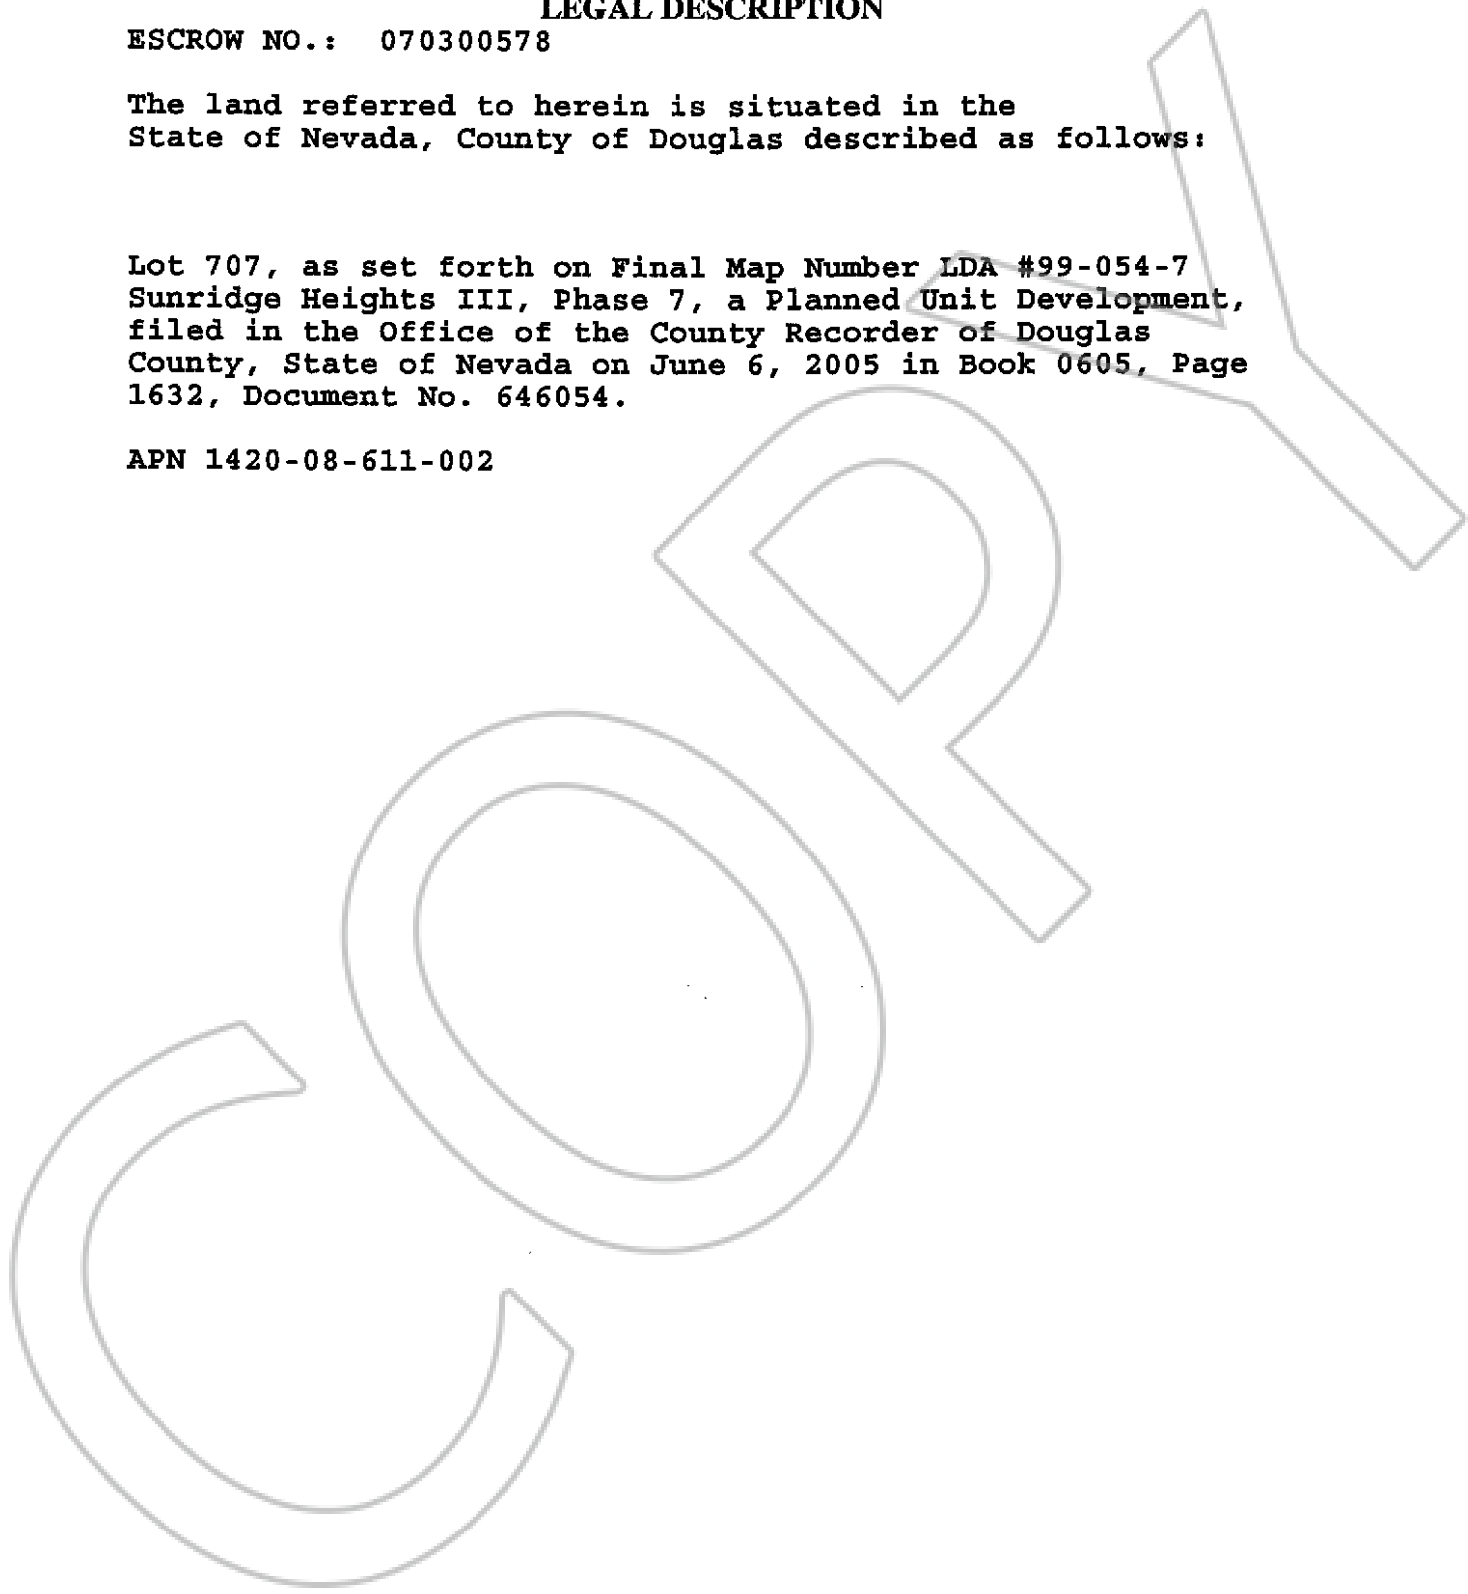 LEGAL DESCRIPTION
ESCROW NO.: 070300578
The land referred to herein is situated in the
State of Nevada, County of Douglas described as follows:
Lot 707, as set forth on Final Map Number LDA #99-054-7
Sunridge Heights III, Phase 7, a Planned Unit Development,
filed in the Office of the County Recorder of Douglas
County, State of Nevada on June 6, 2005 in Book 0605, Page
1632, Document No. 646054.
APN 1420-08-611-002
COPY